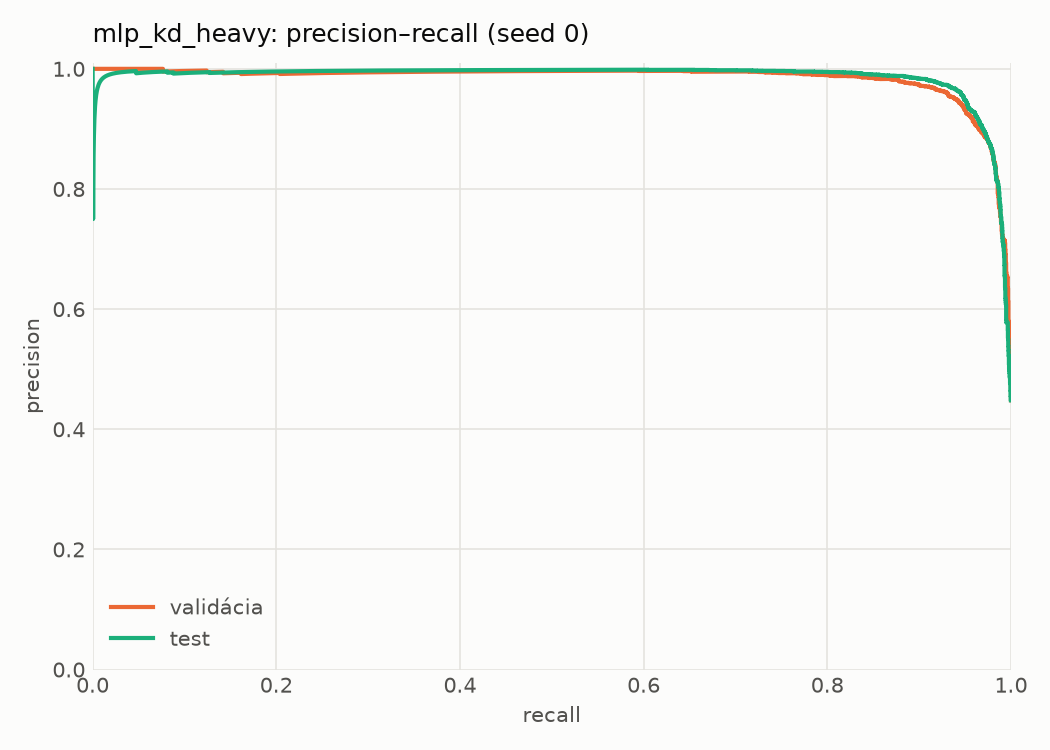 mlp_kd_heavy: precision–recall (seed 0)
1.0
0.8
0.6
0.4
0.2
0.0
precision
validácia
test
0.0 0.2 0.4 0.6 0.8 1.0
recall